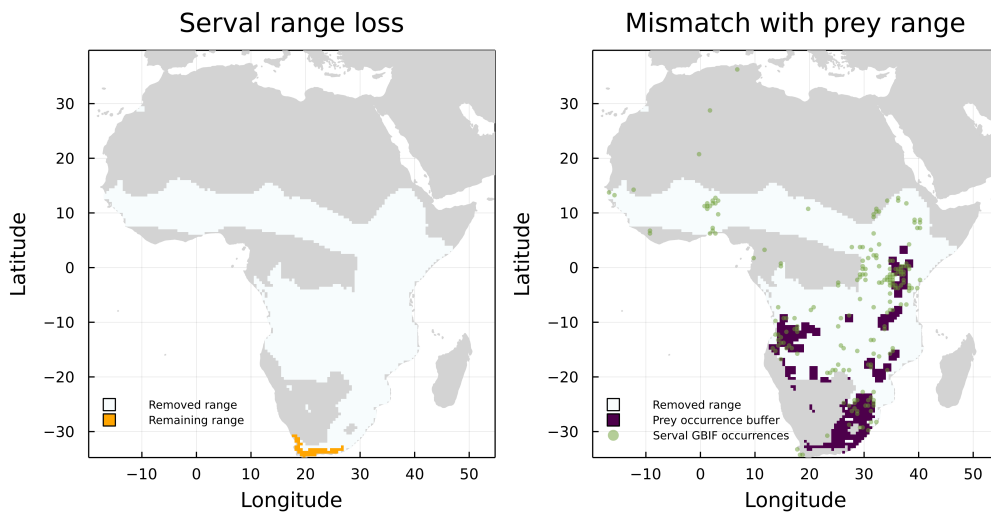 Serval range loss
Mismatch with prey range
Latitude
30
20
10
0
−10
−20
−30
Removed range
Remaining range
−10
0
10
20
30
40
50
Longitude
Latitude
30
20
10
0
−10
−20
−30
Removed range
Prey occurrence buffer
Serval GBIF occurrences
−10
0
10
20
30
40
50
Longitude